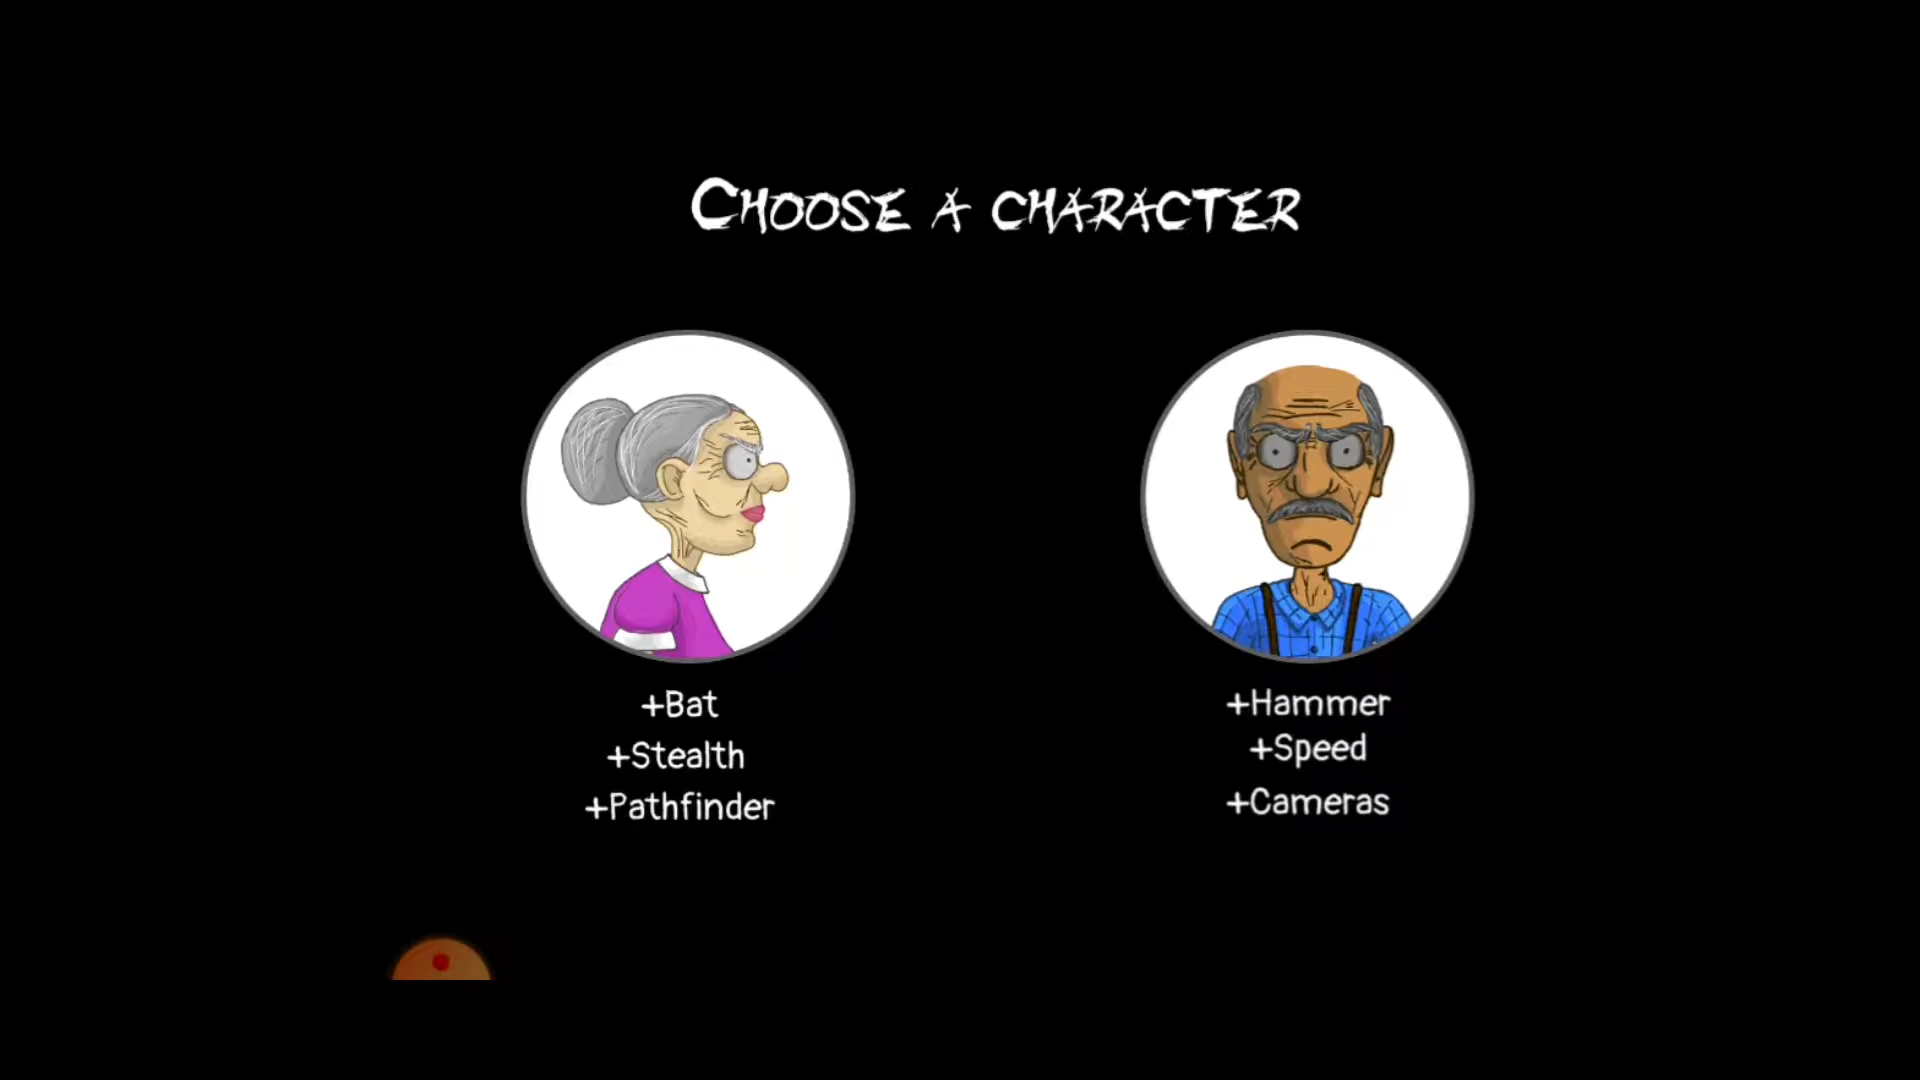 Choose a character
+Bat
+Stealth
+Pathfinder
+Hammer
+Speed
+Cameras